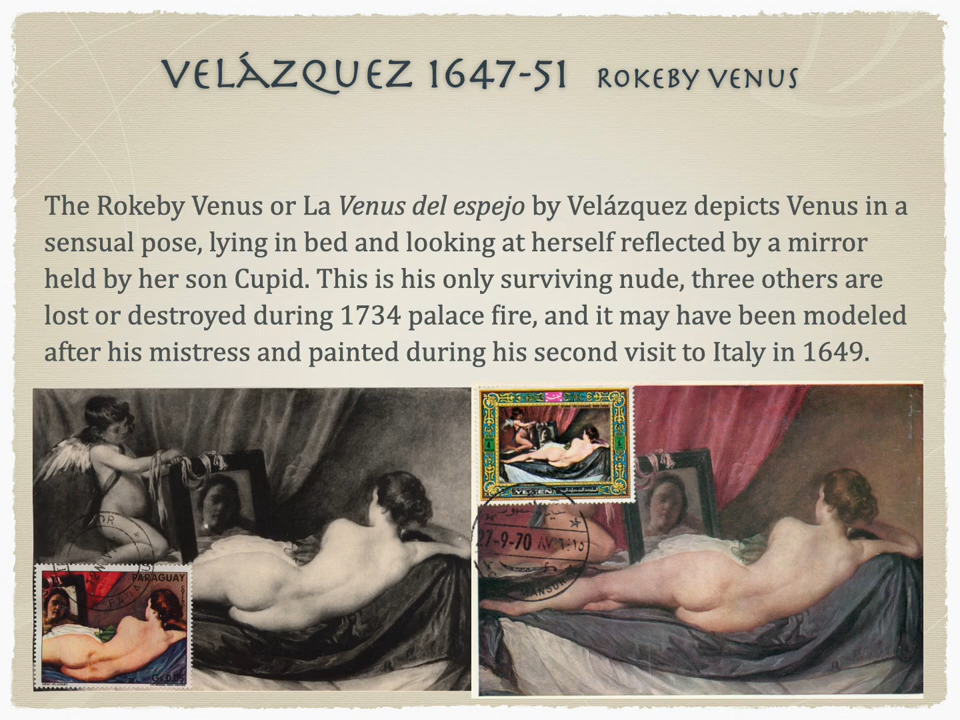 VELÁZQUEZ 1647-51 ROKEBY VENUS
The Rokeby Venus or La Venus del espejo by Velázquez depicts Venus in a
sensual pose, lying in bed and looking at herself reflected by a mirror
held by her son Cupid. This is his only surviving nude, three others are
lost or destroyed during 1734 palace fire, and it may have been modeled
after his mistress and painted during his second visit to Italy in 1649.
YEMEN
27-9-70
PARAGUAY